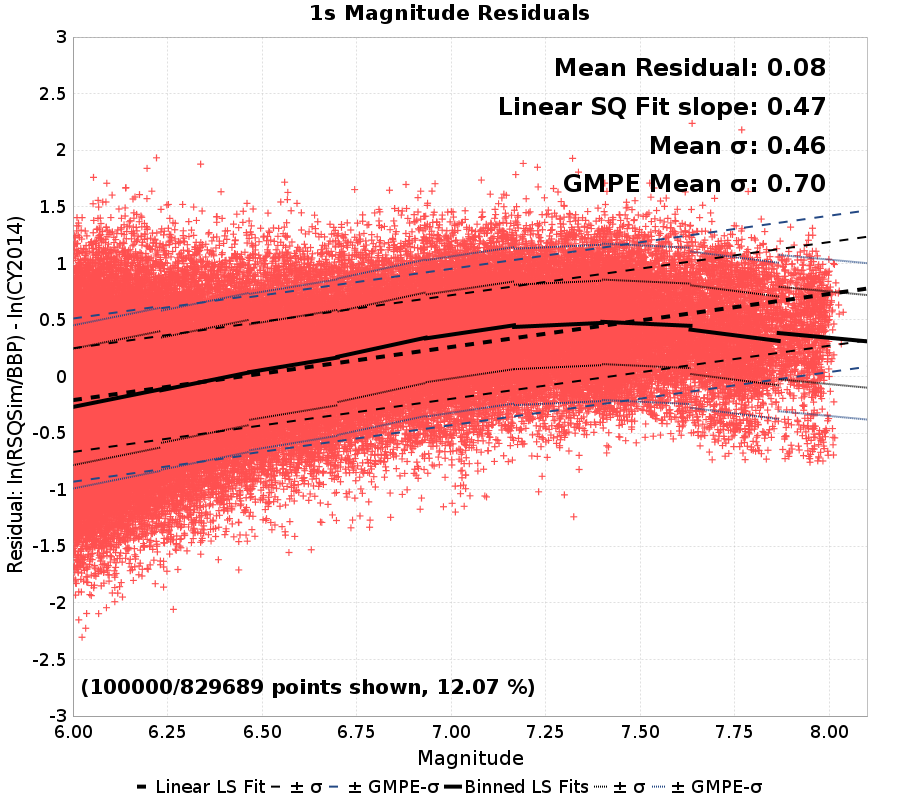 1s Magnitude Residuals
Mean Residual: 0.08
Linear SQ Fit slope: 0.47
Mean σ: 0.46
GMPE Mean σ: 0.70
Residual: ln(RSQSim/BBP) - ln(CY2014)
3
2.5
2
1.5
1
0.5
0
-0.5
-1
-1.5
-2
-2.5
-3
(100000/829689 points shown, 12.07 %)
6.00 6.25 6.50 6.75 7.00 7.25 7.50 7.75 8.00
Magnitude
Linear LS Fit ± σ ± GMPE-σ Binned LS Fits ± σ ± GMPE-σ